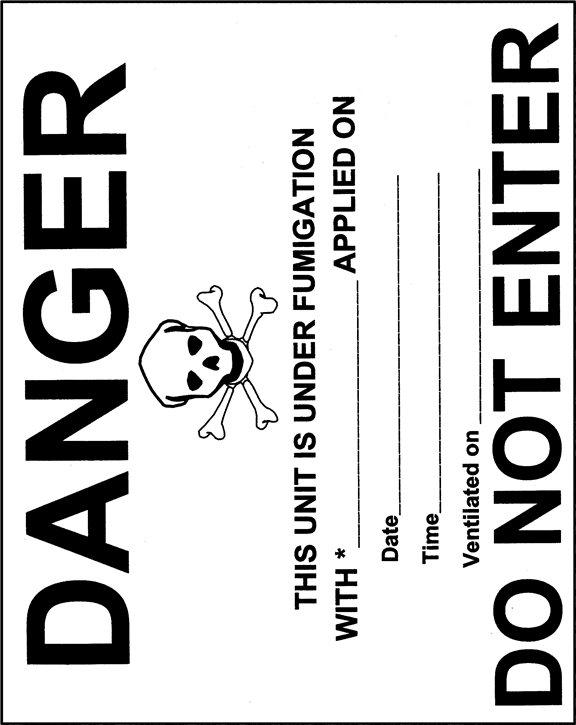 DANGER
THIS UNIT IS UNDER FUMIGATION
WITH * ____________ APPLIED ON
Date____________
Time____________
Ventilated on ____________
DO NOT ENTER